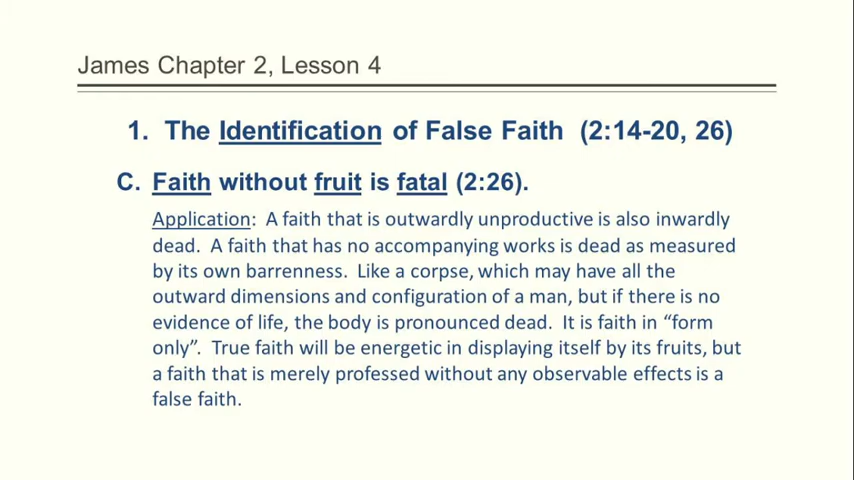 James Chapter 2, Lesson 4
1. The Identification of False Faith (2:14-20, 26)
C. Faith without fruit is fatal (2:26).
Application: A faith that is outwardly unproductive is also inwardly
dead. A faith that has no accompanying works is dead as measured
by its own barrenness. Like a corpse, which may have all the
outward dimensions and configuration of a man, but if there is no
evidence of life, the body is pronounced dead. It is faith in “form
only”. True faith will be energetic in displaying itself by its fruits, but
a faith that is merely professed without any observable effects is a
false faith.